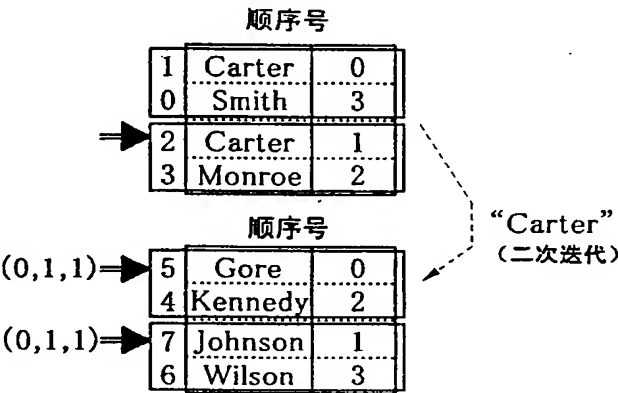 顺序号
1 Carter 0
0 Smith 3
2 Carter 1
3 Monroe 2
顺序号
“Carter”
（二次迭代）
(0,1,1) 5 Gore 0
4 Kennedy 2
(0,1,1) 7 Johnson 1
6 Wilson 3